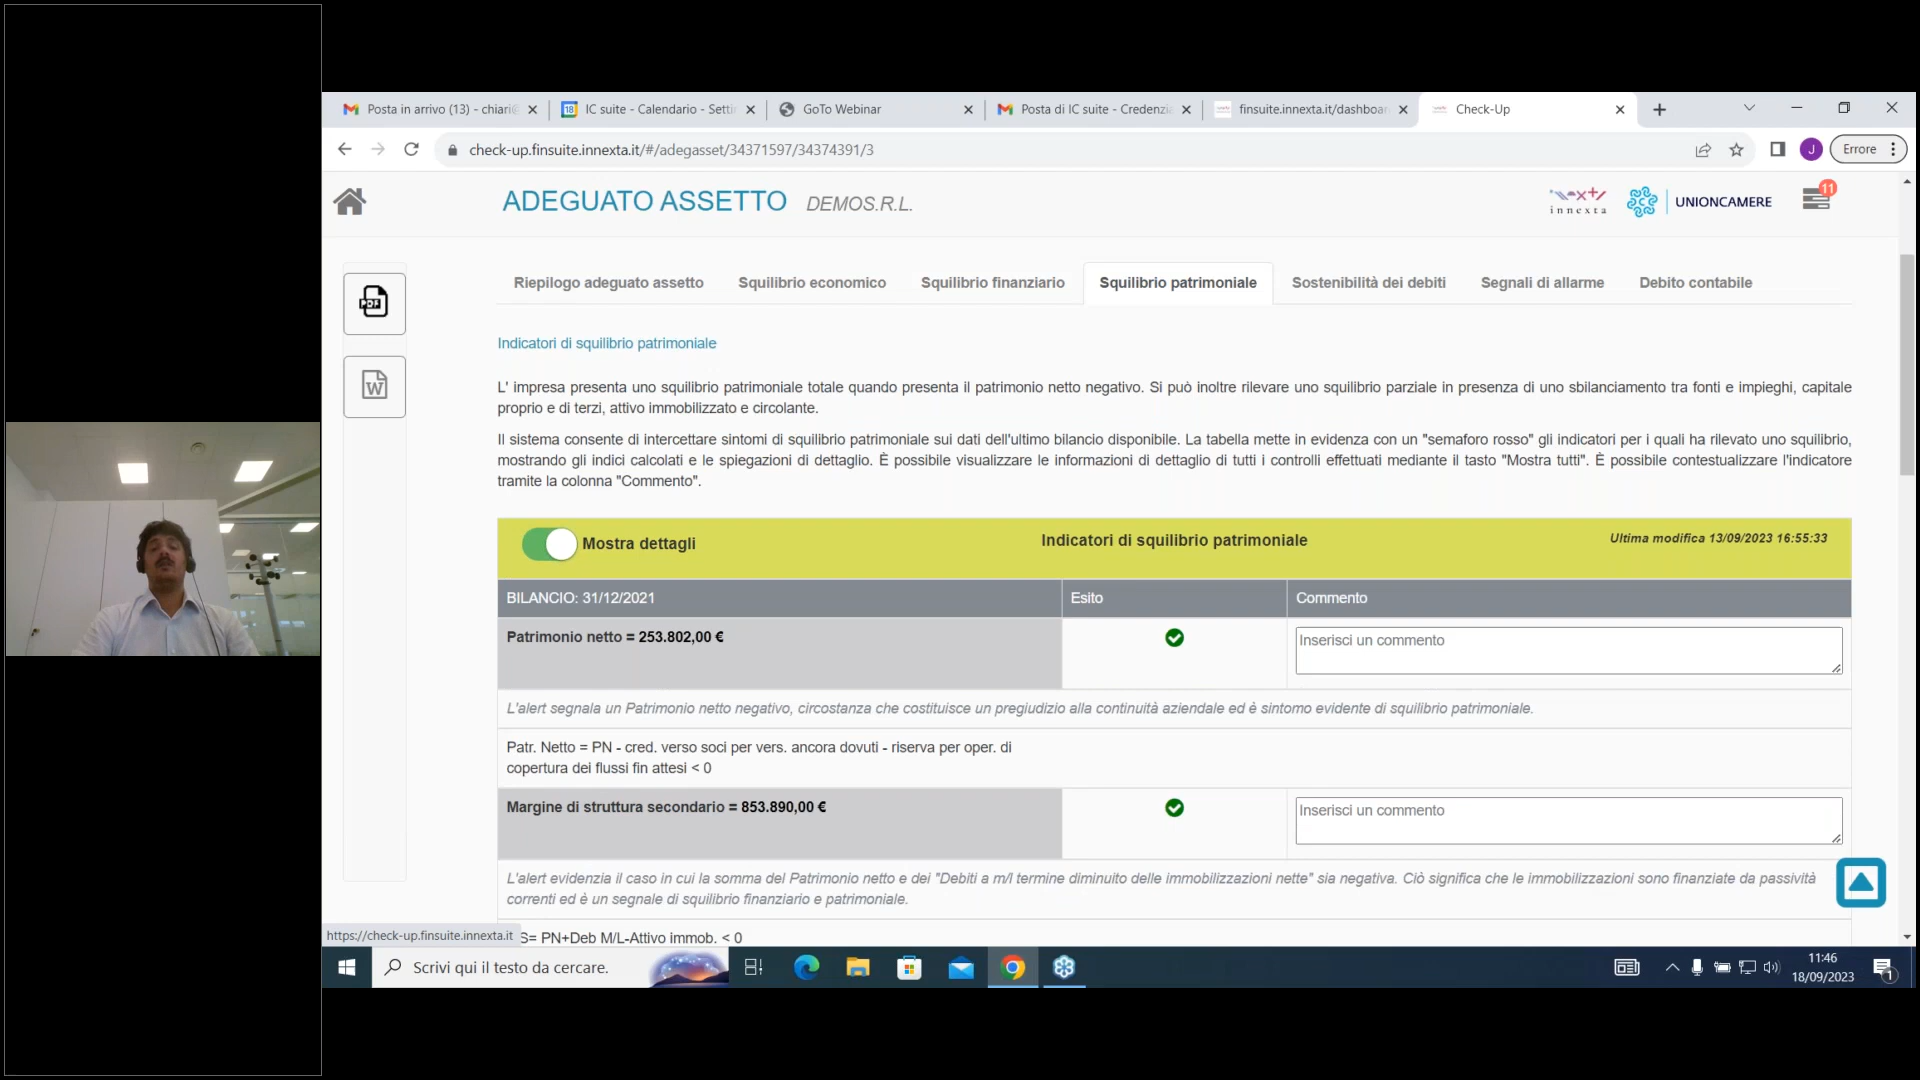 Posta in arrivo (13) - chiari@
IC suite - Calendario - Setti
GoTo Webinar
Posta di IC suite - Credenzia
finsuite.innexta.it/dashboar
Check-Up
check-up.finsuite.innexta.it/#/adegasset/34371597/34374391/3
J
Errore
ADEGUATO ASSETTO DEMOS.R.L.
innexta
UNIONCAMERE
11
Riepilogo adeguato assetto
Squilibrio economico
Squilibrio finanziario
Squilibrio patrimoniale
Sostenibilità dei debiti
Segnali di allarme
Debito contabile
PDF
W
Indicatori di squilibrio patrimoniale
L' impresa presenta uno squilibrio patrimoniale totale quando presenta il patrimonio netto negativo. Si può inoltre rilevare uno squilibrio parziale in presenza di uno sbilanciamento tra fonti e impieghi, capitale
proprio e di terzi, attivo immobilizzato e circolante.
Il sistema consente di intercettare sintomi di squilibrio patrimoniale sui dati dell'ultimo bilancio disponibile. La tabella mette in evidenza con un "semaforo rosso" gli indicatori per i quali ha rilevato uno squilibrio,
mostrando gli indici calcolati e le spiegazioni di dettaglio. È possibile visualizzare le informazioni di dettaglio di tutti i controlli effettuati mediante il tasto "Mostra tutti". È possibile contestualizzare l'indicatore
tramite la colonna "Commento".
Mostra dettagli
Indicatori di squilibrio patrimoniale
Ultima modifica 13/09/2023 16:55:33
BILANCIO: 31/12/2021
Esito
Commento
Patrimonio netto = 253.802,00 €
Inserisci un commento
L'alert segnala un Patrimonio netto negativo, circostanza che costituisce un pregiudizio alla continuità aziendale ed è sintomo evidente di squilibrio patrimoniale.
Patr. Netto = PN - cred. verso soci per vers. ancora dovuti - riserva per oper. di
copertura dei flussi fin attesi < 0
Margine di struttura secondario = 853.890,00 €
Inserisci un commento
L'alert evidenzia il caso in cui la somma del Patrimonio netto e dei "Debiti a m/l termine diminuito delle immobilizzazioni nette" sia negativa. Ciò significa che le immobilizzazioni sono finanziate da passività
correnti ed è un segnale di squilibrio finanziario e patrimoniale.
https://check-up.finsuite.innexta.it
S= PN+Deb M/L-Attivo immob. < 0
Scrivi qui il testo da cercare.
11:46
18/09/2023
1